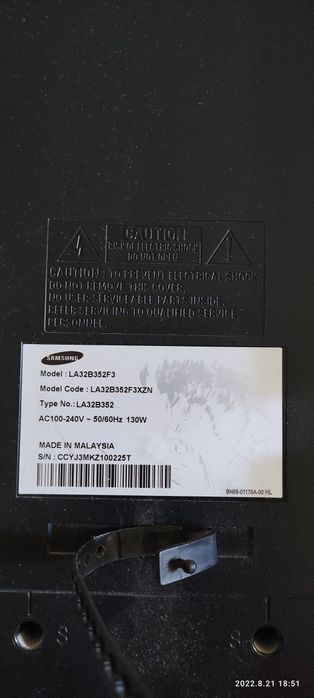 CAUTION
RISK OF ELECTRIC SHOCK
DO NOT OPEN
CAUTION : TO PREVENT ELECTRICAL SHOCK,
DO NOT REMOVE THIS COVER.
NO USER SERVICEABLE PARTS INSIDE.
REFER SERVICING TO QUALIFIED SERVICE
PERSONNEL.
SAMSUNG
Model : LA32B352F3
Model Code : LA32B352F3XZN
Type No.: LA32B352
AC100-240V ~ 50/60Hz 130W
MADE IN MALAYSIA
S/N : CCYJ3MKZ100225T
BN68-01178A-00 HL
S S
2022.8.21 18:51